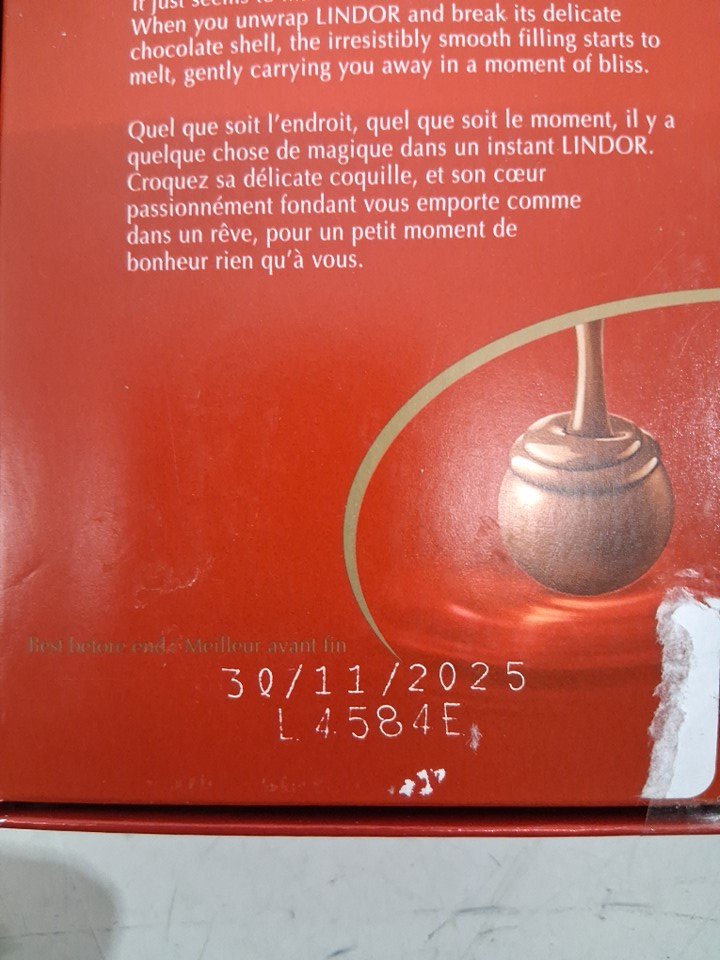 It just seems to
When you unwrap LINDOR and break its delicate
chocolate shell, the irresistibly smooth filling starts to
melt, gently carrying you away in a moment of bliss.
Quel que soit l'endroit, quel que soit le moment, il y a
quelque chose de magique dans un instant LINDOR.
Croquez sa délicate coquille, et son cœur
passionnément fondant vous emporte comme
dans un rêve, pour un petit moment de
bonheur rien qu'à vous.
Best before end : Meilleur avant fin
30/11/2025
L4584E